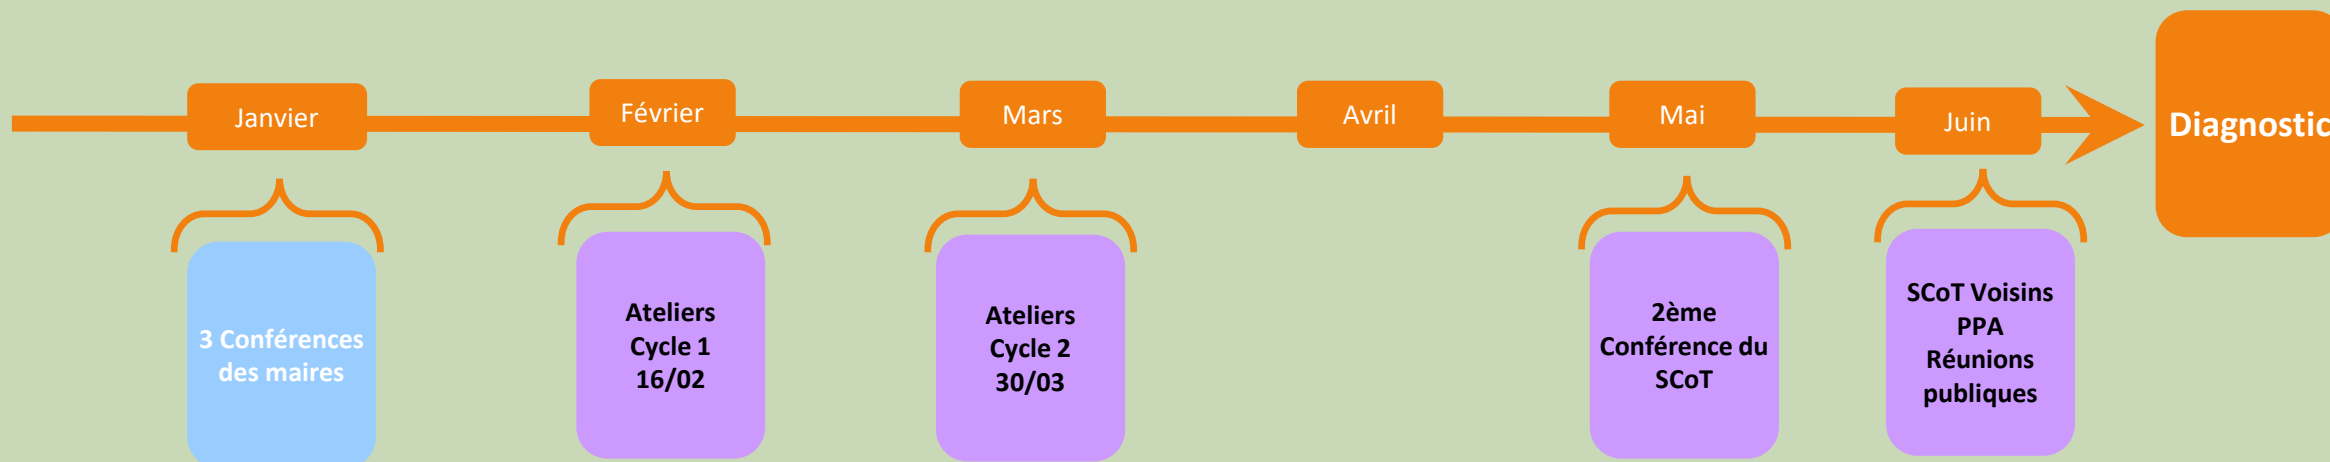 Janvier
Février
Mars
Avril
Mai
Juin
Diagnostic
3 Conférences
des maires
Ateliers
Cycle 1
16/02
Ateliers
Cycle 2
30/03
2ème
Conférence du
SCoT
SCoT Voisins
PPA
Réunions
publiques